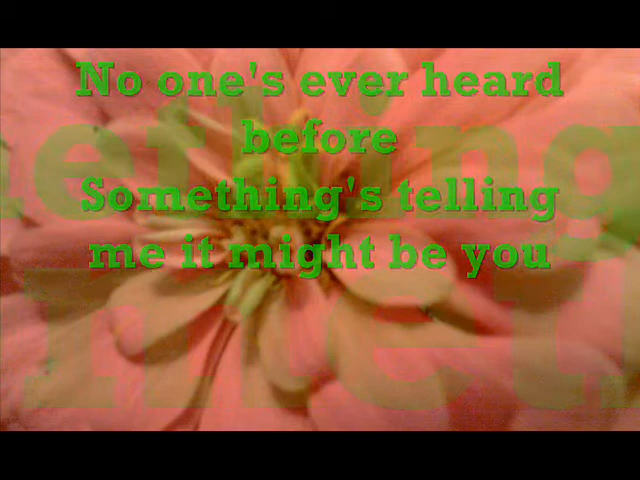 No one's ever heard
before
Something's telling
me it might be you